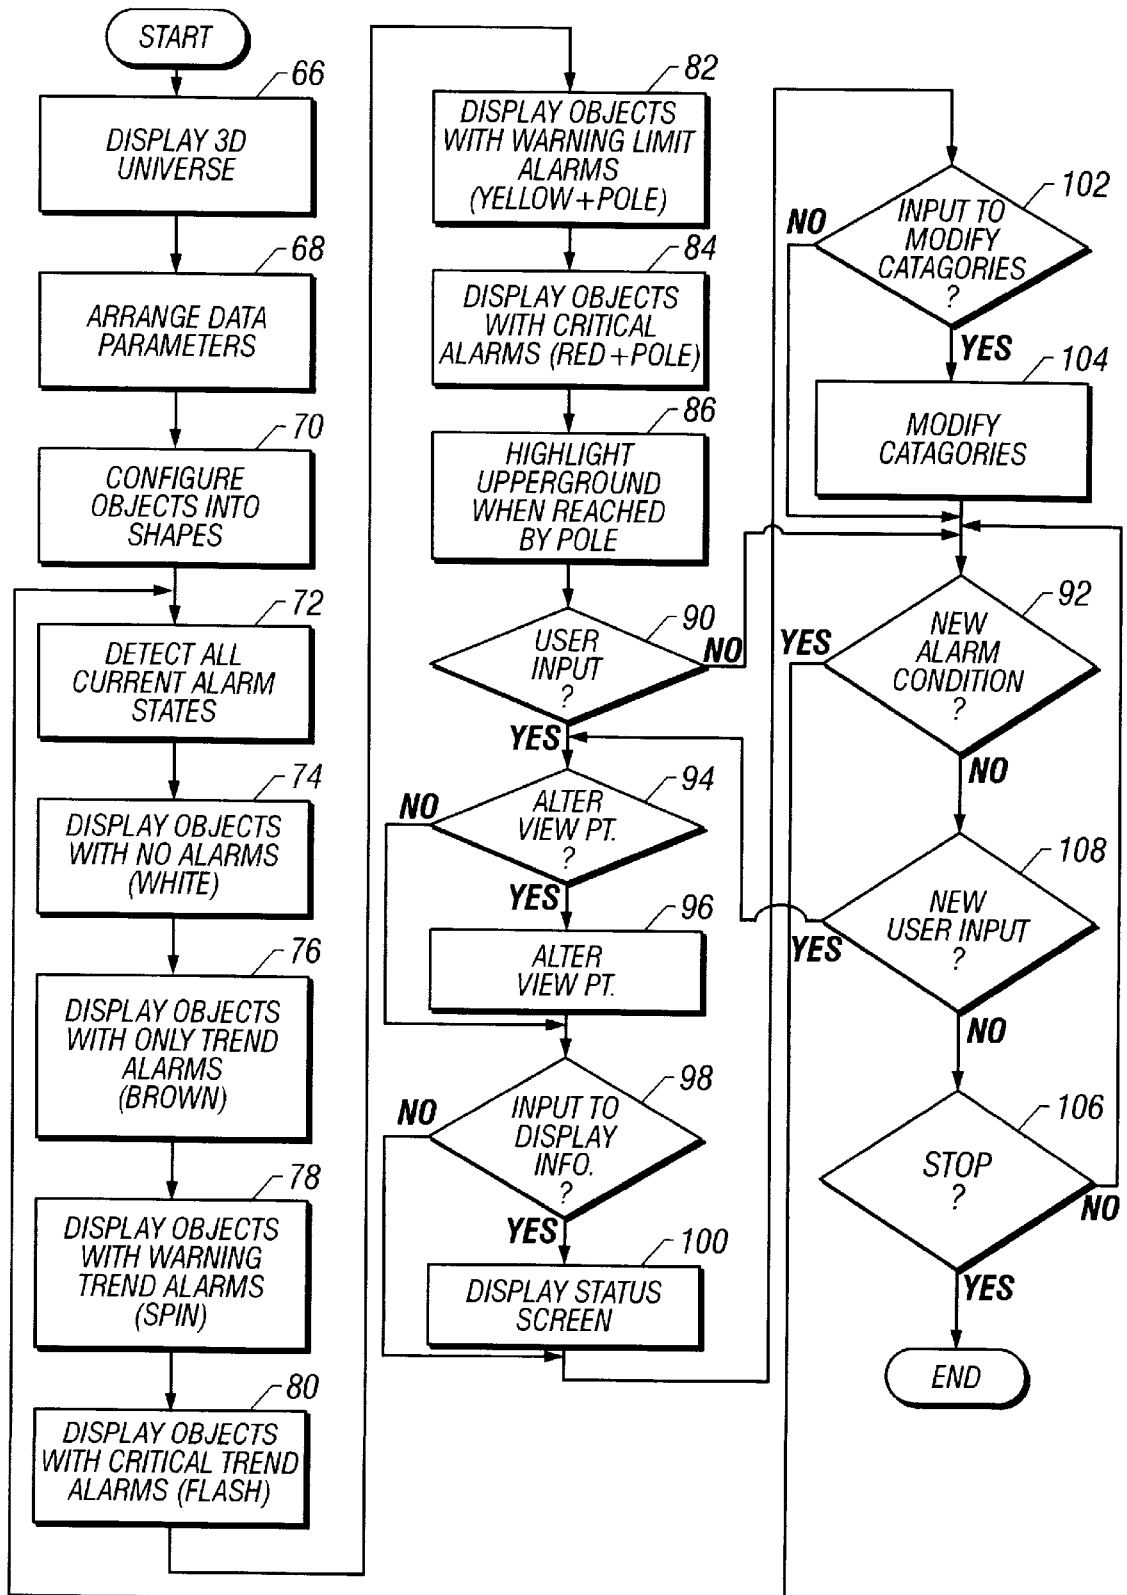 START
66
DISPLAY 3D
UNIVERSE
68
ARRANGE DATA
PARAMETERS
70
CONFIGURE
OBJECTS INTO
SHAPES
72
DETECT ALL
CURRENT ALARM
STATES
74
DISPLAY OBJECTS
WITH NO ALARMS
(WHITE)
76
DISPLAY OBJECTS
WITH ONLY TREND
ALARMS
(BROWN)
78
DISPLAY OBJECTS
WITH WARNING
TREND ALARMS
(SPIN)
80
DISPLAY OBJECTS
WITH CRITICAL TREND
ALARMS (FLASH)
82
DISPLAY OBJECTS
WITH WARNING LIMIT
ALARMS
(YELLOW+POLE)
84
DISPLAY OBJECTS
WITH CRITICAL
ALARMS (RED+POLE)
86
HIGHLIGHT
UPPERGROUND
WHEN REACHED
BY POLE
90
USER
INPUT
?
NO
YES
94
NO
ALTER
VIEW PT.
?
YES
96
ALTER
VIEW PT.
98
NO
INPUT TO
DISPLAY
INFO.
?
YES
100
DISPLAY STATUS
SCREEN
102
NO
INPUT TO
MODIFY
CATAGORIES
?
YES
104
MODIFY
CATAGORIES
92
YES
NEW
ALARM
CONDITION
?
NO
108
NEW
USER INPUT
?
YES
NO
106
STOP
?
NO
YES
END